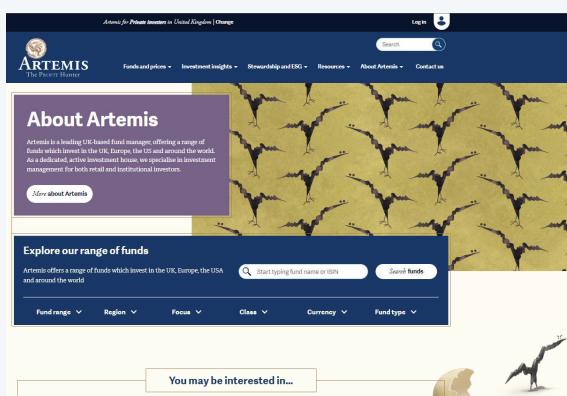 Artemis for Private Investors in United Kingdom | Change
Log in
Search
ARTEMIS
The PROFIT Hunter
Funds and prices
Investment insights
Stewardship and ESG
Resources
About Artemis
Contact us
About Artemis
Artemis is a leading UK-based fund manager, offering a range of
funds which invest in the UK, Europe, the US and around the world.
As a dedicated, active investment house, we specialise in investment
management for both retail and institutional investors.
More about Artemis
Explore our range of funds
Artemis offers a range of funds which invest in the UK, Europe, the USA
and around the world
Start typing fund name or ISIN
Search funds
Fund range
Region
Focus
Class
Currency
Fund type
You may be interested in...